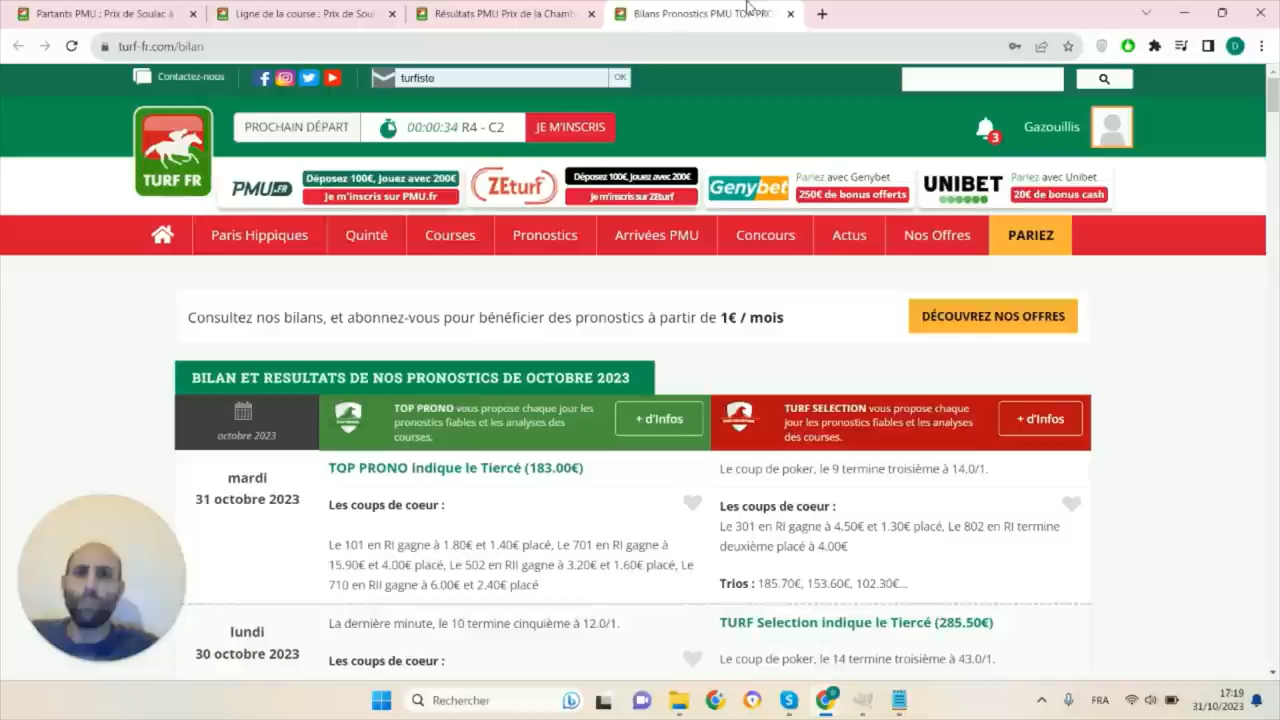 Partants PMU : Prix de Soulac à
Ligne de la course : Prix de Sou
Résultats PMU Prix de la Chamb
Bilans Pronostics PMU TOP PRO
turf-fr.com/bilan
D
Contactez-nous
turfiste
OK
PROCHAIN DÉPART
00:00:34 R4 - C2
JE M'INSCRIS
3
Gazouillis
TURF FR
PMU.FR
Déposez 100€, Jouez avec 200€
Je m'inscris sur PMU.fr
ZEturf
Déposez 100€, Jouez avec 200€
Je m'inscris sur ZEturf
Genybet
Pariez avec Genybet
250€ de bonus offerts
UNIBET
Pariez avec Unibet
20€ de bonus cash
Paris Hippiques
Quinté
Courses
Pronostics
Arrivées PMU
Concours
Actus
Nos Offres
PARIEZ
Consultez nos bilans, et abonnez-vous pour bénéficier des pronostics à partir de 1€ / mois
DÉCOUVREZ NOS OFFRES
BILAN ET RESULTATS DE NOS PRONOSTICS DE OCTOBRE 2023
octobre 2023
TOP PRONO vous propose chaque jour les
pronostics fiables et les analyses des
courses.
+ d'Infos
TURF SELECTION vous propose chaque
jour les pronostics fiables et les analyses
des courses.
+ d'Infos
mardi
31 octobre 2023
TOP PRONO indique le Tiercé (183.00€)
Les coups de coeur :
Le 101 en RI gagne à 1.80€ et 1.40€ placé, Le 701 en RI gagne à
15.90€ et 4.00€ placé, Le 502 en RII gagne à 3.20€ et 1.60€ placé, Le
710 en RII gagne à 6.00€ et 2.40€ placé
Le coup de poker, le 9 termine troisième à 14.0/1.
Les coups de coeur :
Le 301 en RI gagne à 4.50€ et 1.30€ placé, Le 802 en RI termine
deuxième placé à 4.00€
Trios : 185.70€, 153.60€, 102.30€...
lundi
30 octobre 2023
La dernière minute, le 10 termine cinquième à 12.0/1.
Les coups de coeur :
TURF Selection indique le Tiercé (285.50€)
Le coup de poker, le 14 termine troisième à 43.0/1.
Rechercher
FRA
17:19
31/10/2023